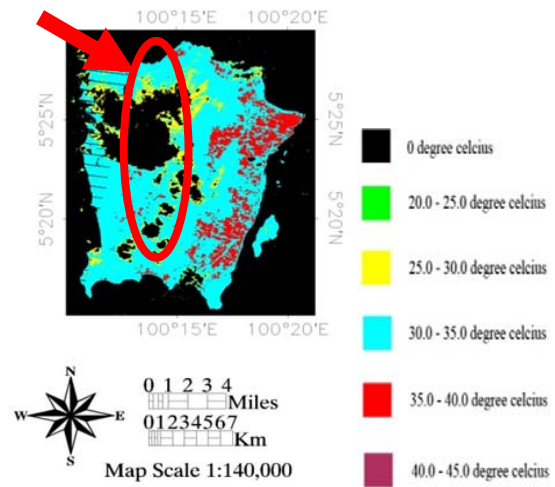 100°15'E 100°20'E
5°25'N 5°25'N
5°20'N 5°20'N
100°15'E 100°20'E
0 degree celcius
20.0 - 25.0 degree celcius
25.0 - 30.0 degree celcius
30.0 - 35.0 degree celcius
35.0 - 40.0 degree celcius
40.0 - 45.0 degree celcius
N
W E
S
0 1 2 3 4
Miles
01234567
Km
Map Scale 1:140,000